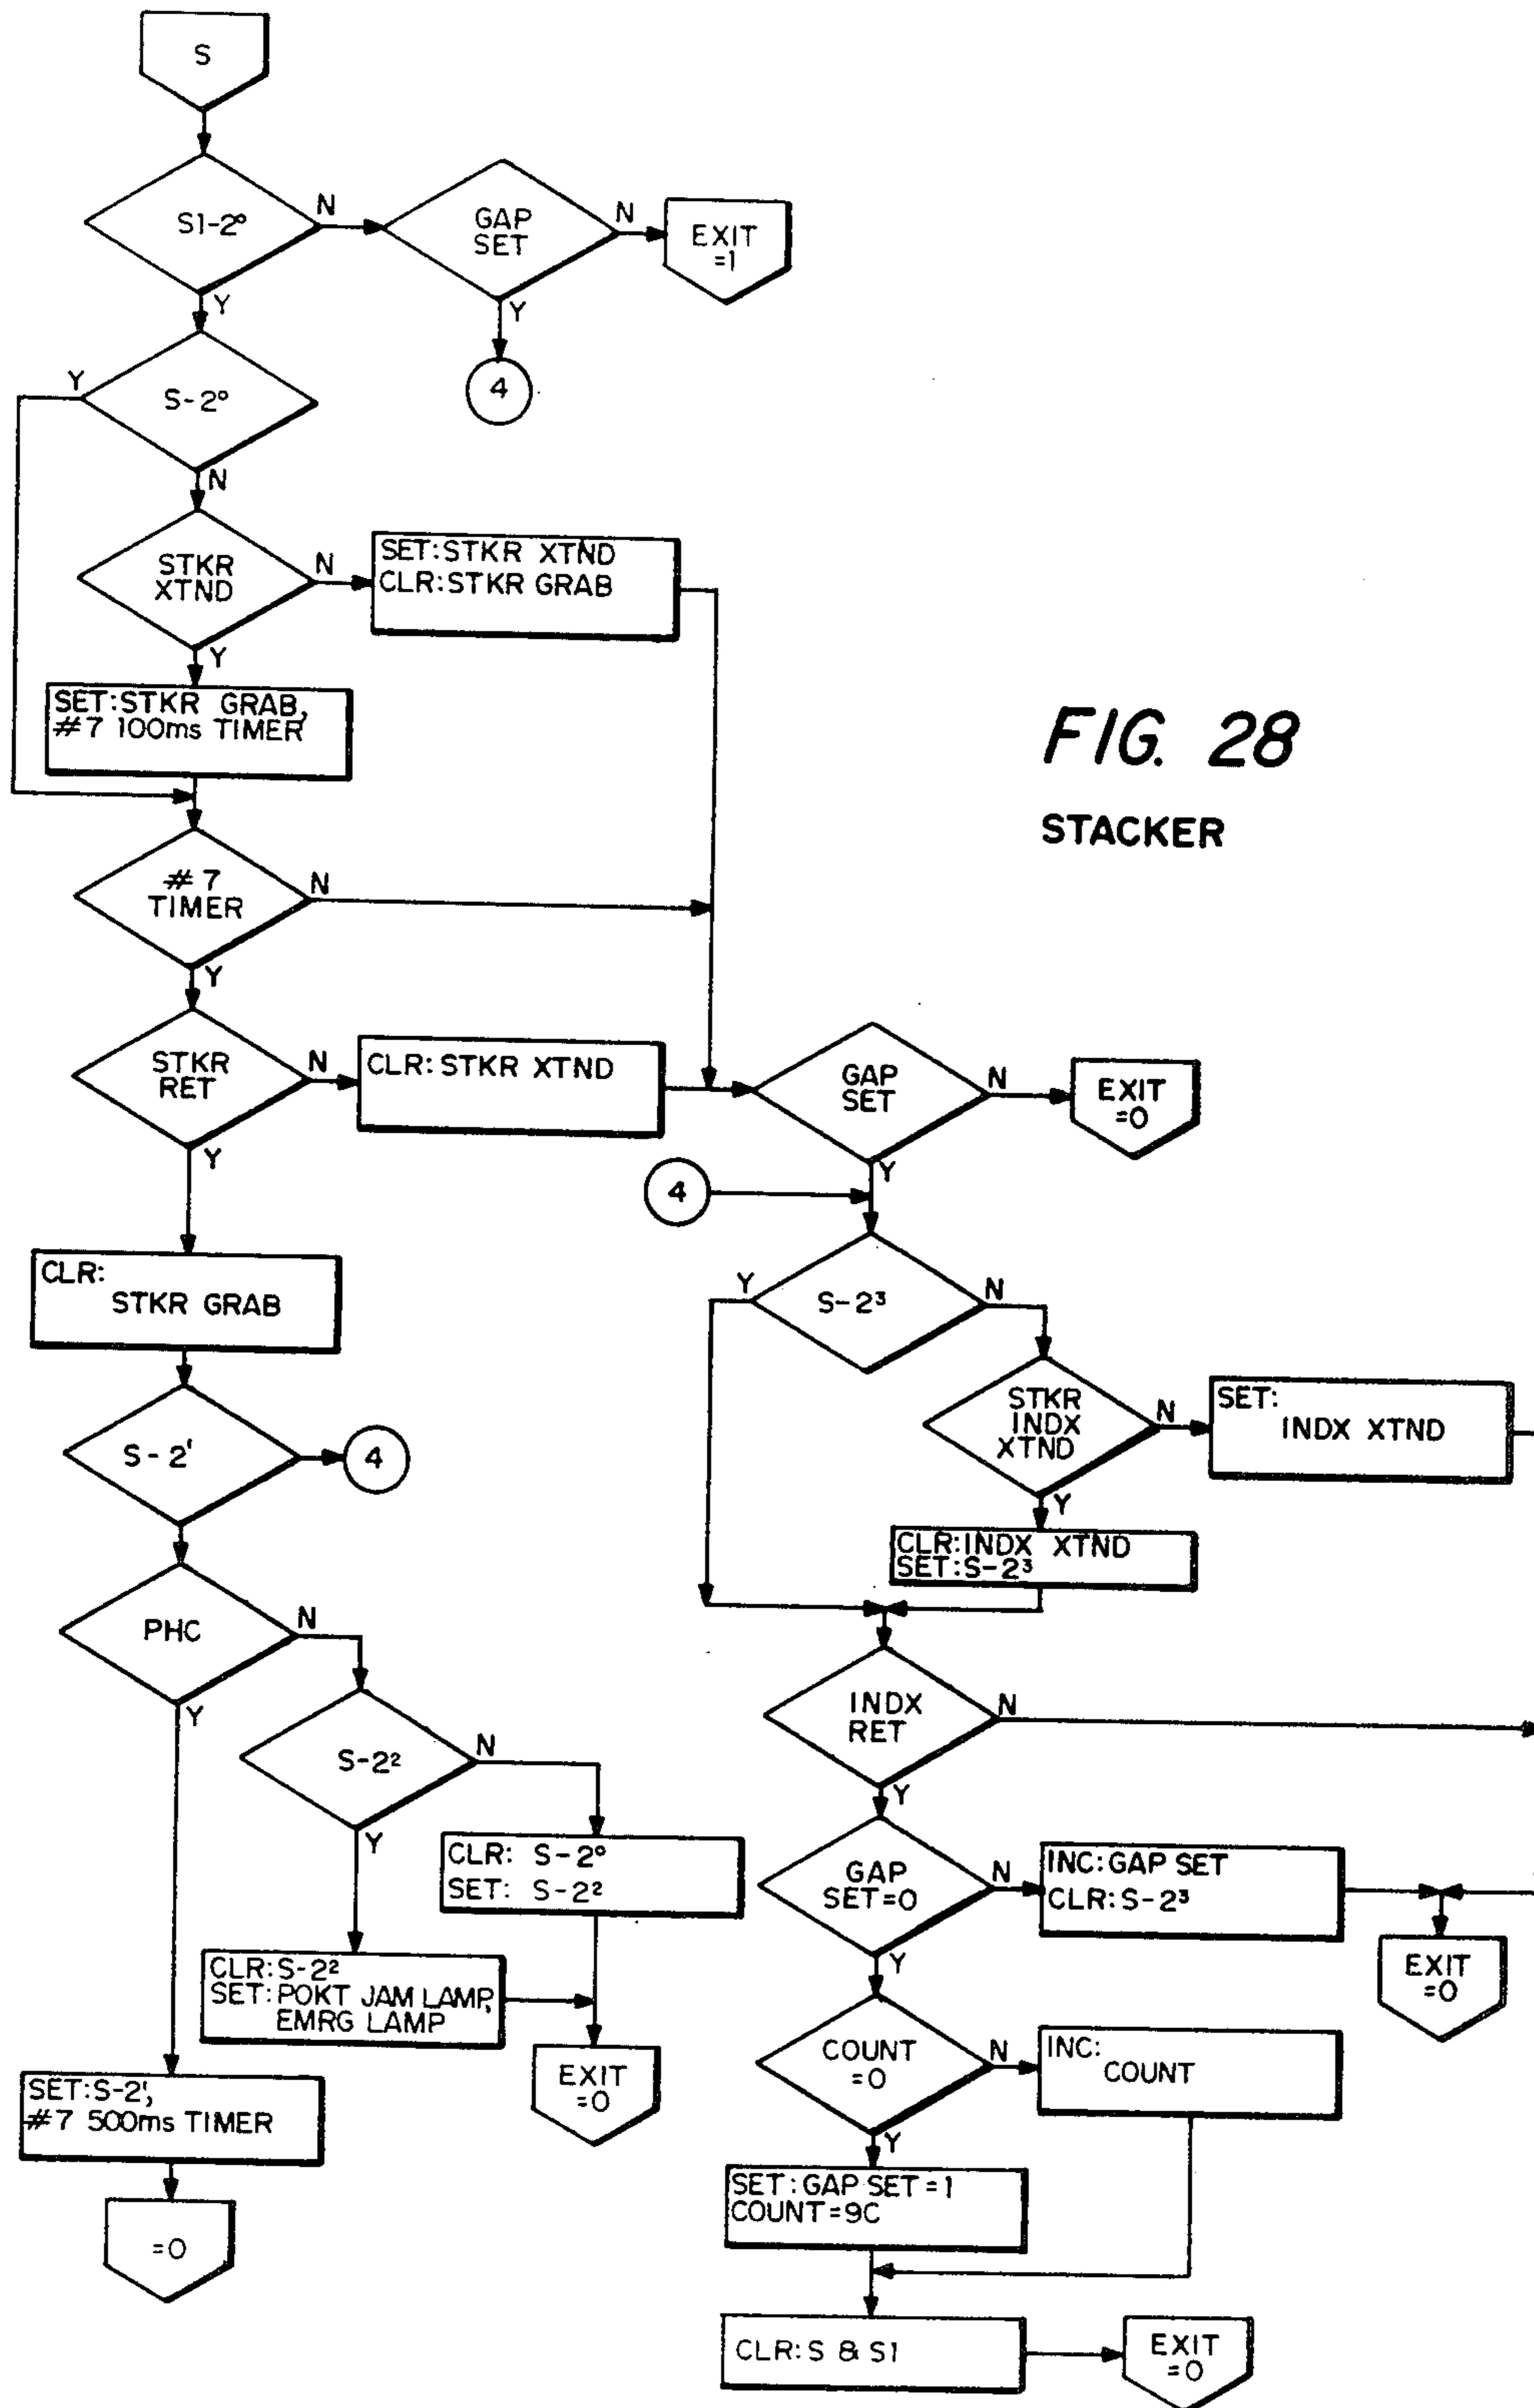 S
S1-2°
N
GAP
SET
N
EXIT
=1
Y
Y
4
Y
S-2°
N
STKR
XTND
N
SET:STKR XTND
CLR:STKR GRAB
Y
SET:STKR GRAB,
#7 100ms TIMER
FIG. 28
STACKER
#7
TIMER
N
Y
STKR
RET
N
CLR:STKR XTND
GAP
SET
N
EXIT
=0
Y
Y
4
CLR:
STKR GRAB
Y
S-2³
N
S-2'
4
STKR
INDX
XTND
N
SET:
INDX XTND
Y
CLR:INDX XTND
SET:S-2³
PHC
N
Y
INDX
RET
N
Y
S-2²
N
Y
CLR: S-2°
SET: S-2²
GAP
SET=0
N
INC:GAP SET
CLR:S-2³
Y
EXIT
=0
CLR:S-2²
SET:POKT JAM LAMP,
EMRG LAMP
EXIT
=0
COUNT
=0
N
INC:
COUNT
Y
SET:S-2',
#7 500ms TIMER
=0
SET:GAP SET=1
COUNT=9C
CLR:S & S1
EXIT
=0